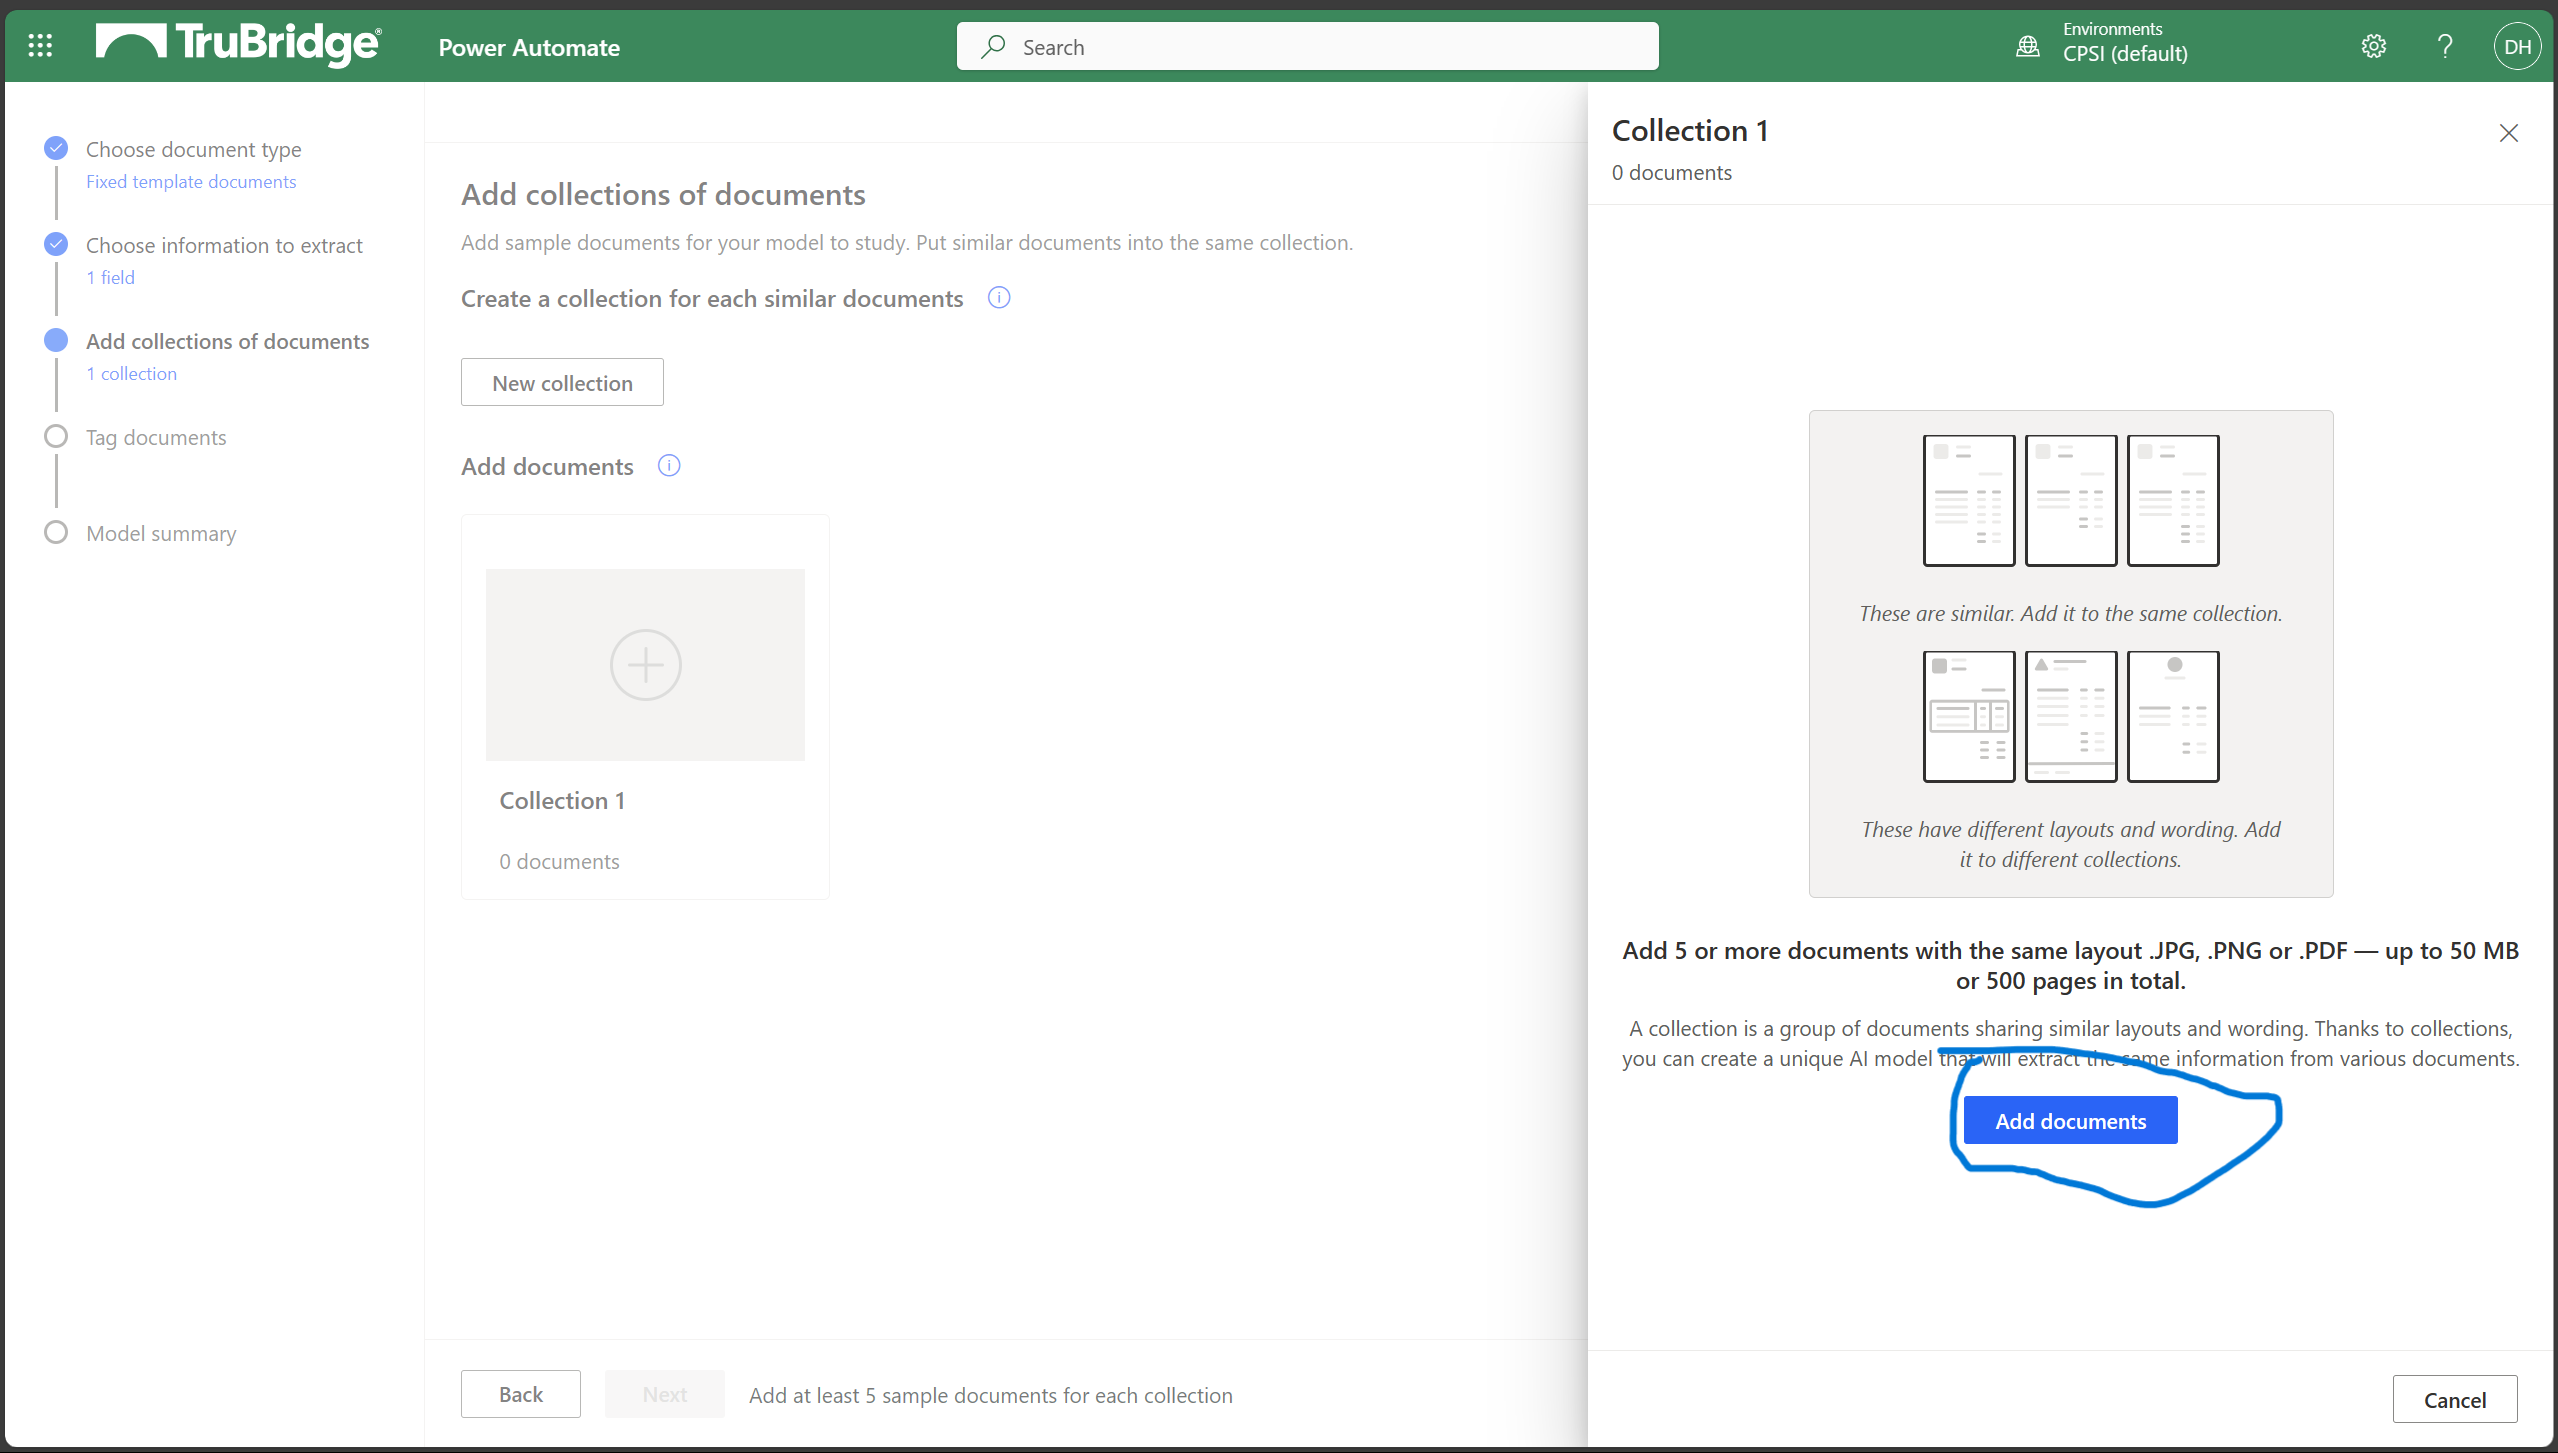 TruBridge®
Power Automate
Search
Environments
CPSI (default)
DH
Choose document type
Fixed template documents
Choose information to extract
1 field
Add collections of documents
1 collection
Tag documents
Model summary
Add collections of documents
Add sample documents for your model to study. Put similar documents into the same collection.
Create a collection for each similar documents
New collection
Add documents
Collection 1
0 documents
Back
Next
Add at least 5 sample documents for each collection
Collection 1
0 documents
These are similar. Add it to the same collection.
These have different layouts and wording. Add
it to different collections.
Add 5 or more documents with the same layout .JPG, .PNG or .PDF — up to 50 MB
or 500 pages in total.
A collection is a group of documents sharing similar layouts and wording. Thanks to collections,
you can create a unique AI model that will extract the same information from various documents.
Add documents
Cancel